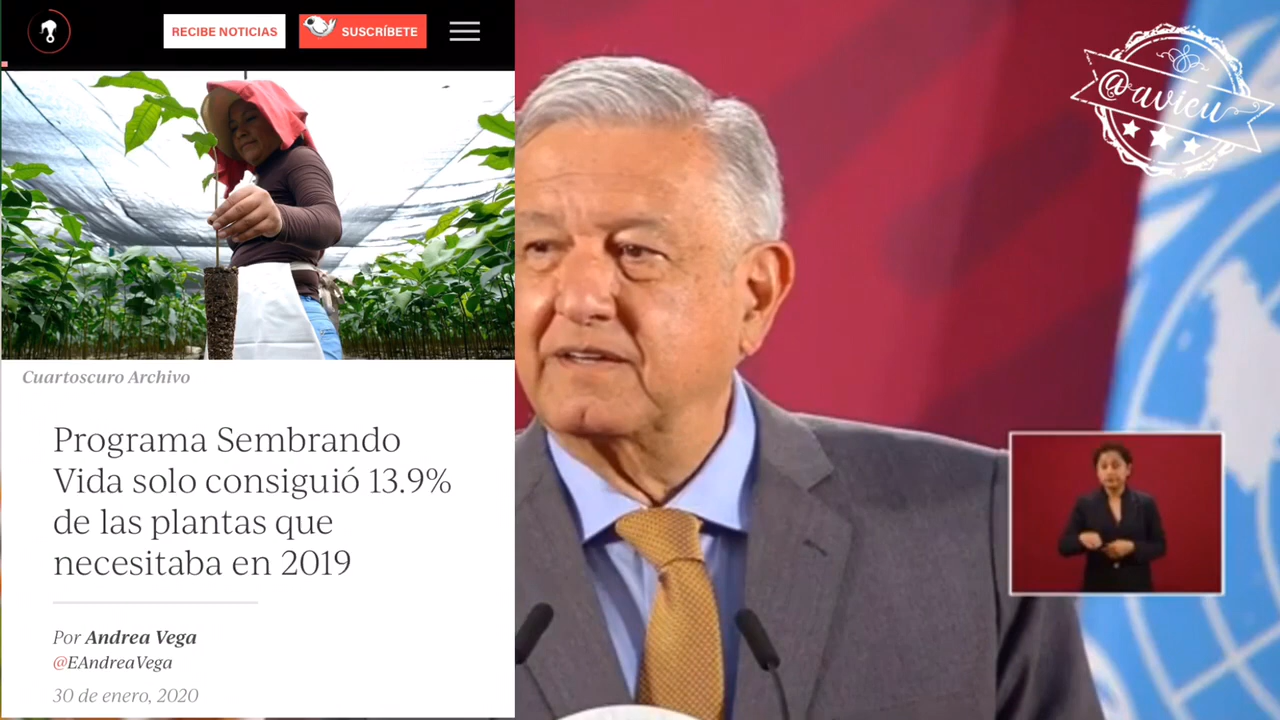 RECIBE NOTICIAS
SUSCRÍBETE
Cuartoscuro Archivo
Programa Sembrando
Vida solo consiguió 13.9%
de las plantas que
necesitaba en 2019
Por Andrea Vega
@EAndreaVega
30 de enero, 2020
@avicu